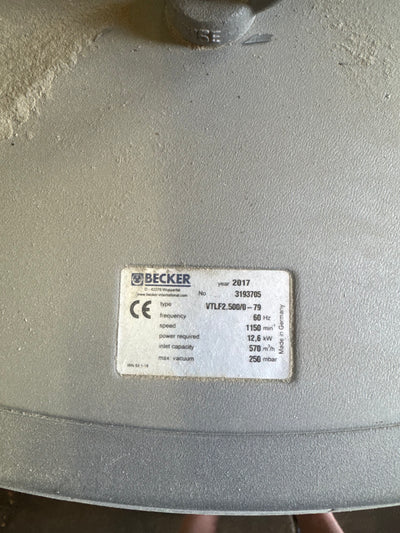 BECKER
D - 42279 Wuppertal
www.becker-international.com
year 2017
No 3193705
CE
type VTLF2.500/0-79
frequency 60 Hz
speed 1150 min⁻¹
power required 12,6 kW
inlet capacity 570 m³/h
max. vacuum 250 mbar
Made in Germany